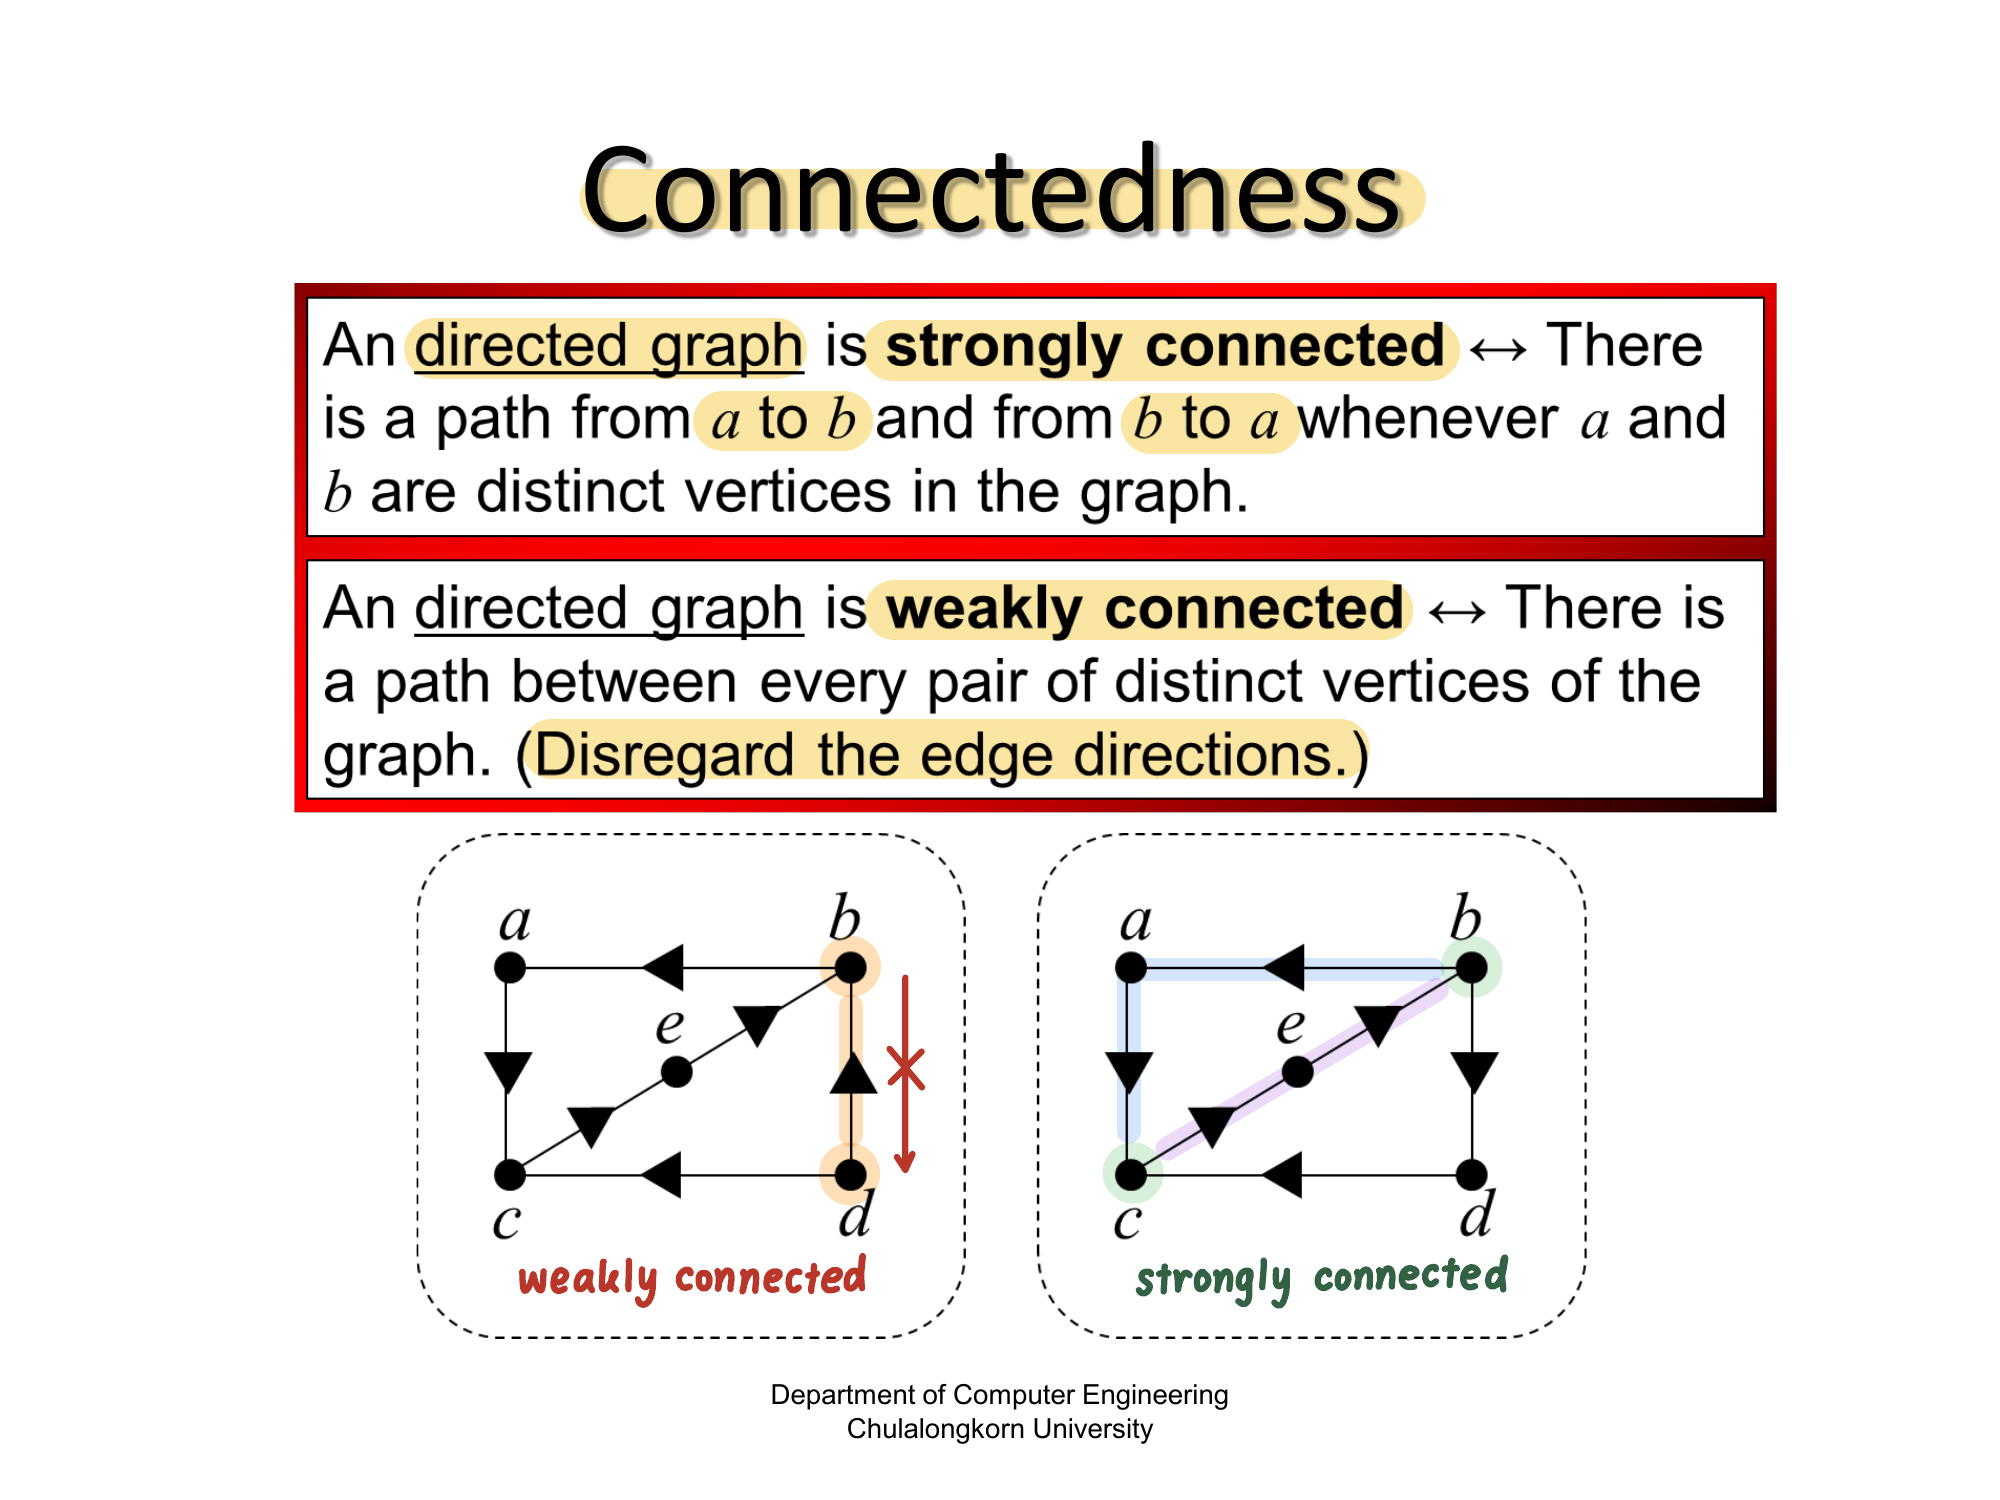 Connectedness
An directed graph is strongly connected ↔ There
is a path from a to b and from b to a whenever a and
b are distinct vertices in the graph.
An directed graph is weakly connected ↔ There is
a path between every pair of distinct vertices of the
graph. (Disregard the edge directions.)
a b
e
c d
weakly connected
a b
e
c d
strongly connected
Department of Computer Engineering
Chulalongkorn University